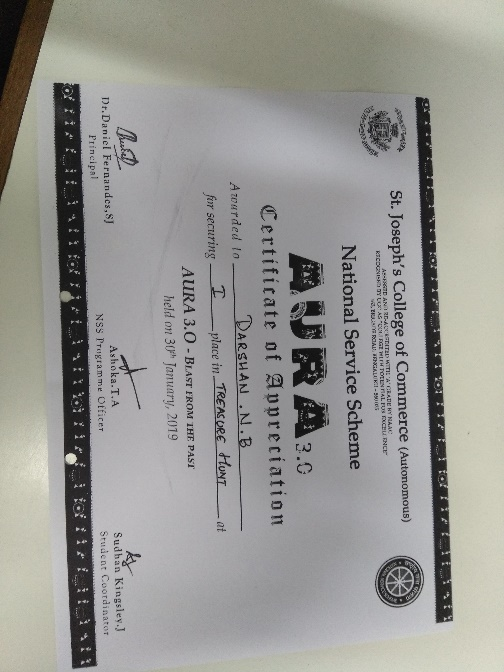 St. Joseph's College of Commerce (Autonomous)
National Service Scheme
AURA 3.0
Certificate of Appreciation
Awarded to DARSHAN .N.B
for securing I place in TREASURE HUNT at
AURA 3.O - BLAST FROM THE PAST
held on 30th January, 2019
Dr.Daniel Fernandes,SJ
Principal
Ashoka.T.A
NSS Programme Officer
Sudhan Kingsley.J
Student Coordinator